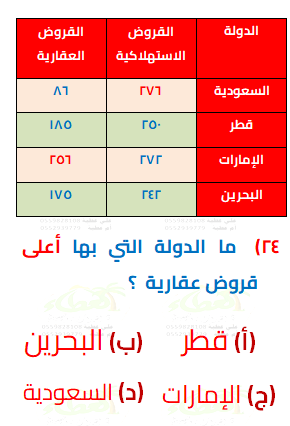 الدولة القروض الاستهلاكية القروض العقارية
السعودية ٢٧٦ ٨٦
قطر ٢٥٠ ١٨٥
الإمارات ٢٧٢ ٢٥٦
البحرين ٢٤٢ ١٧٥
٢٤) ما الدولة التي بها أعلى
قروض عقارية ؟
(أ) قطر (ب) البحرين
(ج) الإمارات (د) السعودية